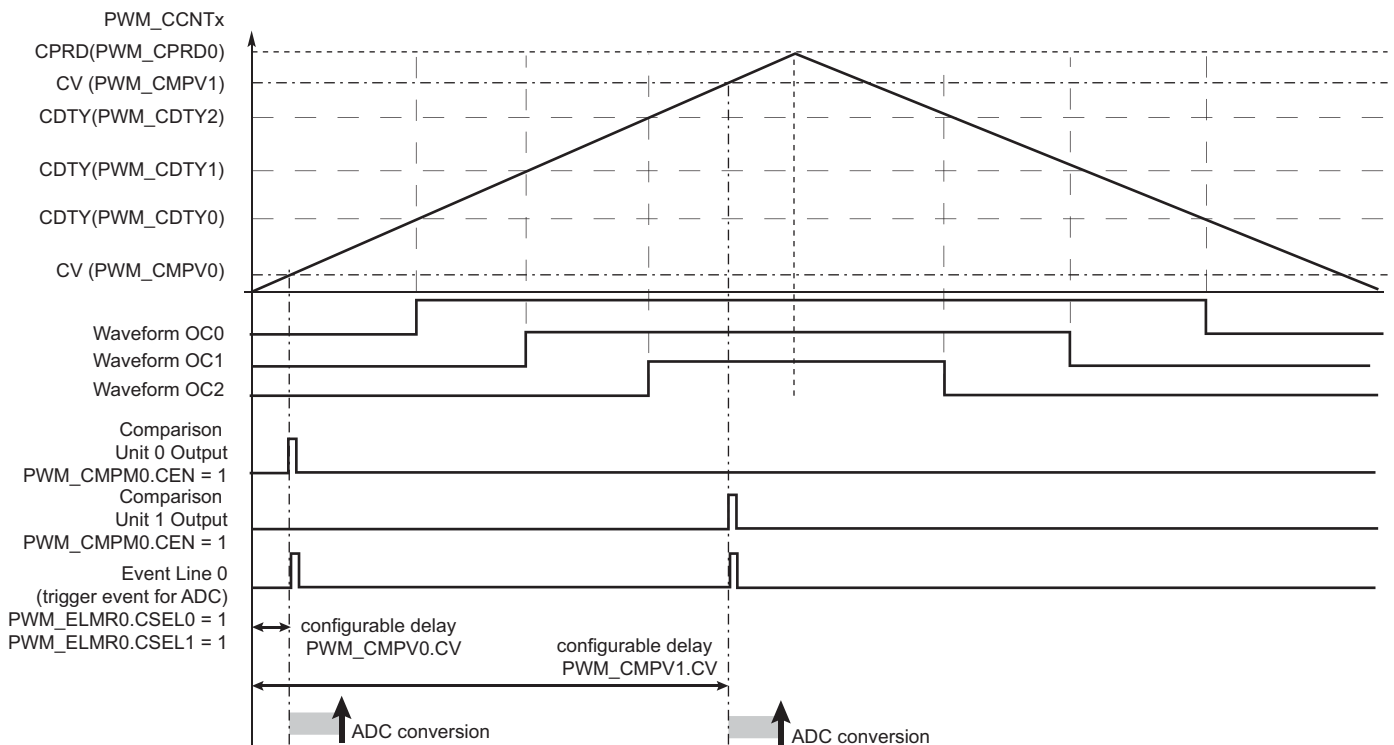 PWM_CCNTx
CPRD(PWM_CPRD0)
CV (PWM_CMPV1)
CDTY(PWM_CDTY2)
CDTY(PWM_CDTY1)
CDTY(PWM_CDTY0)
CV (PWM_CMPV0)
Waveform OC0
Waveform OC1
Waveform OC2
Comparison
Unit 0 Output
PWM_CMPM0.CEN = 1
Comparison
Unit 1 Output
PWM_CMPM0.CEN = 1
Event Line 0
(trigger event for ADC)
PWM_ELMR0.CSEL0 = 1
PWM_ELMR0.CSEL1 = 1
configurable delay
PWM_CMPV0.CV
configurable delay
PWM_CMPV1.CV
ADC conversion
ADC conversion